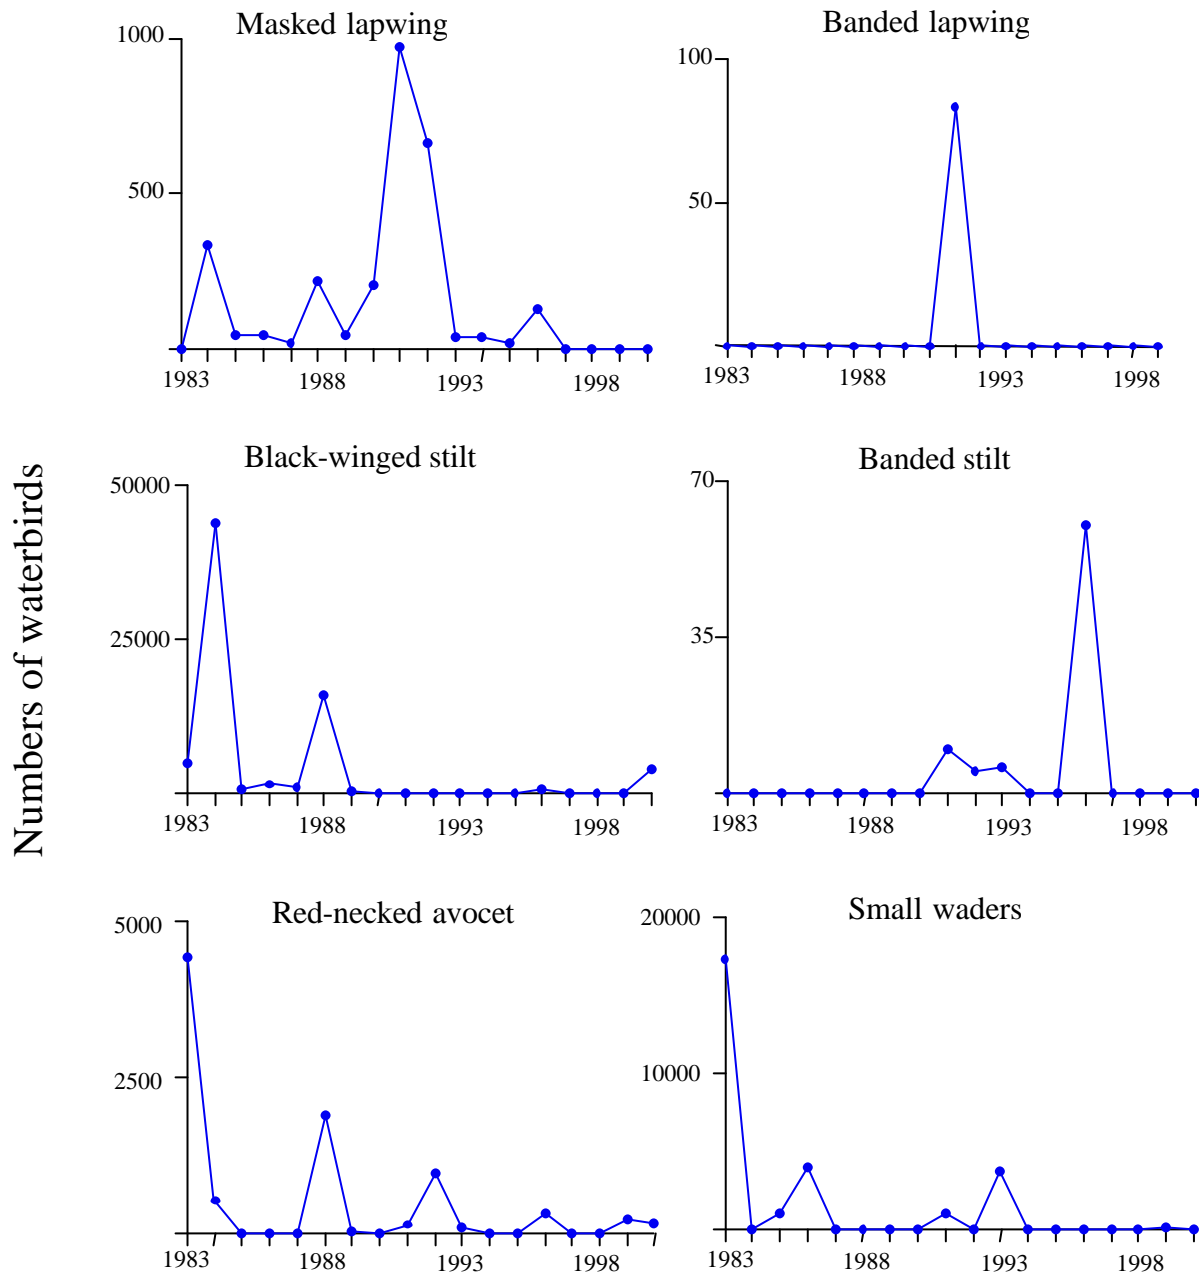 Numbers of waterbirds
Masked lapwing
1000
500
1983 1988 1993 1998
Banded lapwing
100
50
1983 1988 1993 1998
Black-winged stilt
50000
25000
1983 1988 1993 1998
Banded stilt
70
35
1983 1988 1993 1998
Red-necked avocet
5000
2500
1983 1988 1993 1998
Small waders
20000
10000
1983 1988 1993 1998